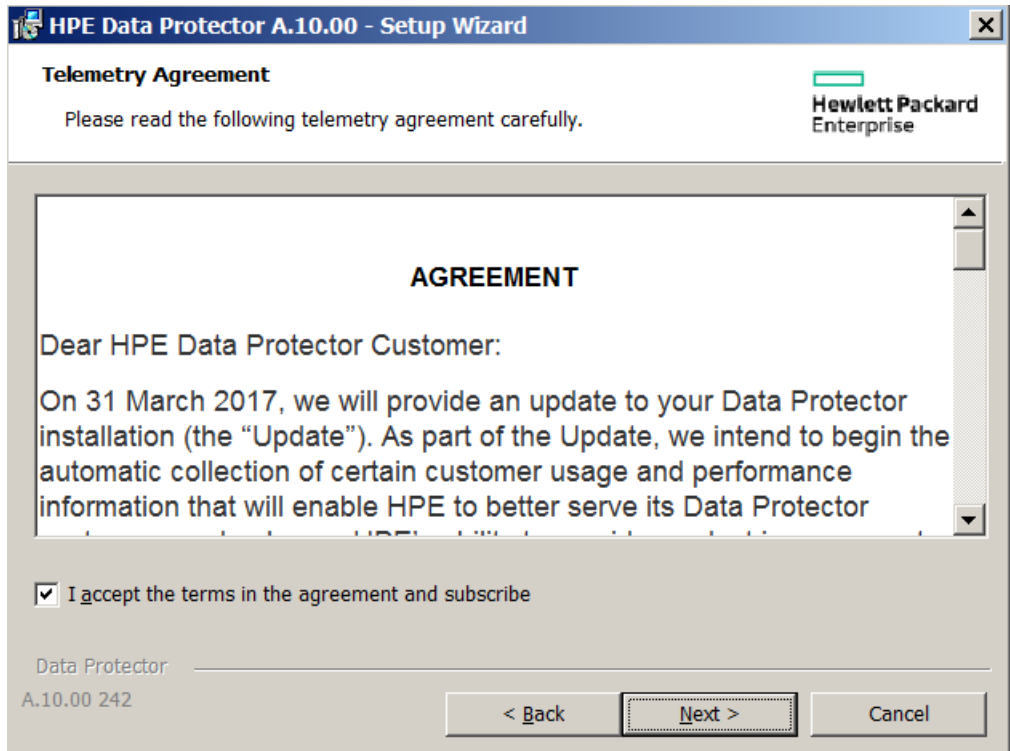 HPE Data Protector A.10.00 - Setup Wizard
Telemetry Agreement
Please read the following telemetry agreement carefully.
Hewlett Packard
Enterprise
AGREEMENT
Dear HPE Data Protector Customer:
On 31 March 2017, we will provide an update to your Data Protector
installation (the “Update”). As part of the Update, we intend to begin the
automatic collection of certain customer usage and performance
information that will enable HPE to better serve its Data Protector
I accept the terms in the agreement and subscribe
Data Protector
A.10.00 242
< Back
Next >
Cancel